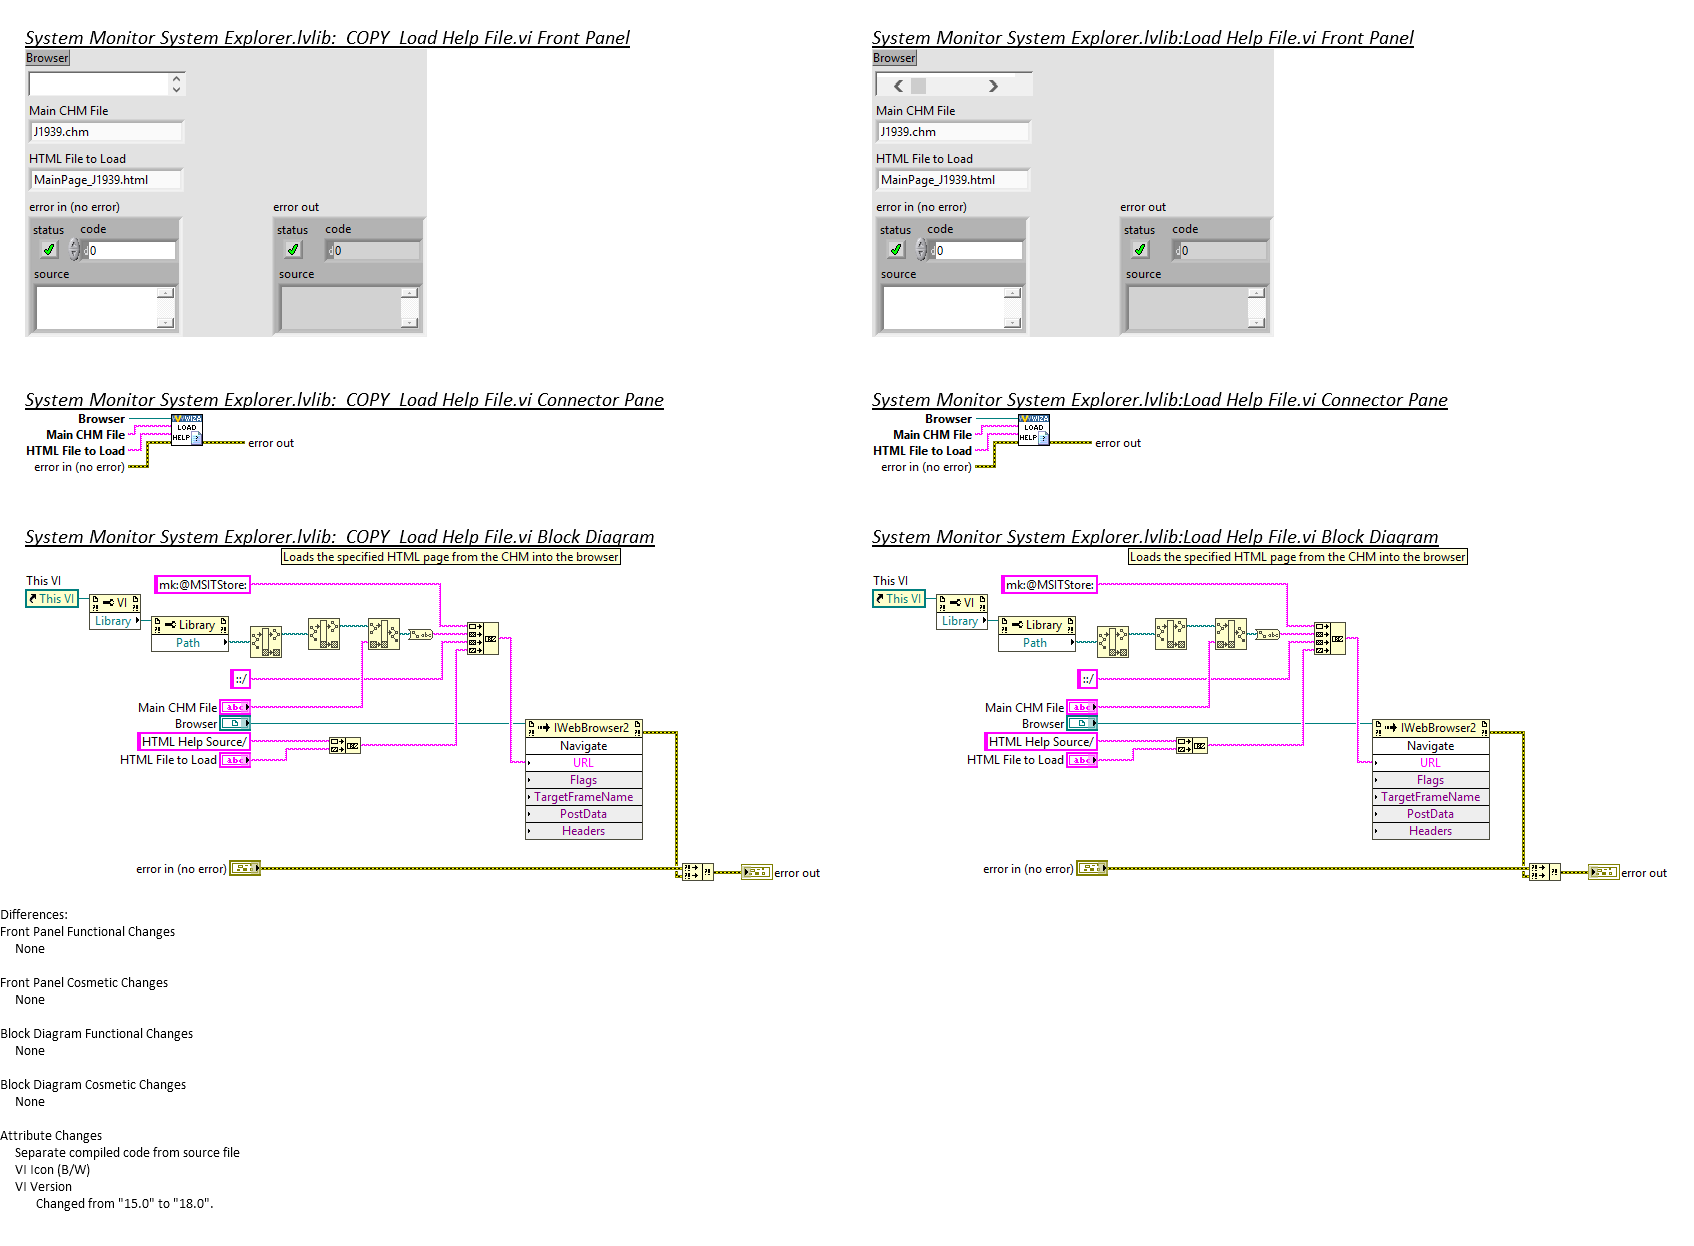 System Monitor System Explorer.lvlib:  COPY  Load Help File.vi Front Panel
Browser
Main CHM File
J1939.chm
HTML File to Load
MainPage_J1939.html
error in (no error)
error out
status code
d 0
source
status code
d 0
source
System Monitor System Explorer.lvlib:Load Help File.vi Front Panel
Browser
Main CHM File
J1939.chm
HTML File to Load
MainPage_J1939.html
error in (no error)
error out
status code
d 0
source
status code
d 0
source
System Monitor System Explorer.lvlib:  COPY  Load Help File.vi Connector Pane
Browser
Main CHM File
HTML File to Load
error in (no error)
LOAD
HELP ?
error out
System Monitor System Explorer.lvlib:Load Help File.vi Connector Pane
Browser
Main CHM File
HTML File to Load
error in (no error)
LOAD
HELP ?
error out
System Monitor System Explorer.lvlib:  COPY  Load Help File.vi Block Diagram
Loads the specified HTML page from the CHM into the browser
This VI
This VI
mk:@MSITStore:
VI
Library
Library
Path
abc
::/
Main CHM File abc
Browser
HTML Help Source/
HTML File to Load abc
IWebBrowser2
Navigate
URL
Flags
TargetFrameName
PostData
Headers
error in (no error)
error out
System Monitor System Explorer.lvlib:Load Help File.vi Block Diagram
Loads the specified HTML page from the CHM into the browser
This VI
This VI
mk:@MSITStore:
VI
Library
Library
Path
abc
::/
Main CHM File abc
Browser
HTML Help Source/
HTML File to Load abc
IWebBrowser2
Navigate
URL
Flags
TargetFrameName
PostData
Headers
error in (no error)
error out
Differences:
Front Panel Functional Changes
None
Front Panel Cosmetic Changes
None
Block Diagram Functional Changes
None
Block Diagram Cosmetic Changes
None
Attribute Changes
Separate compiled code from source file
VI Icon (B/W)
VI Version
Changed from "15.0" to "18.0".